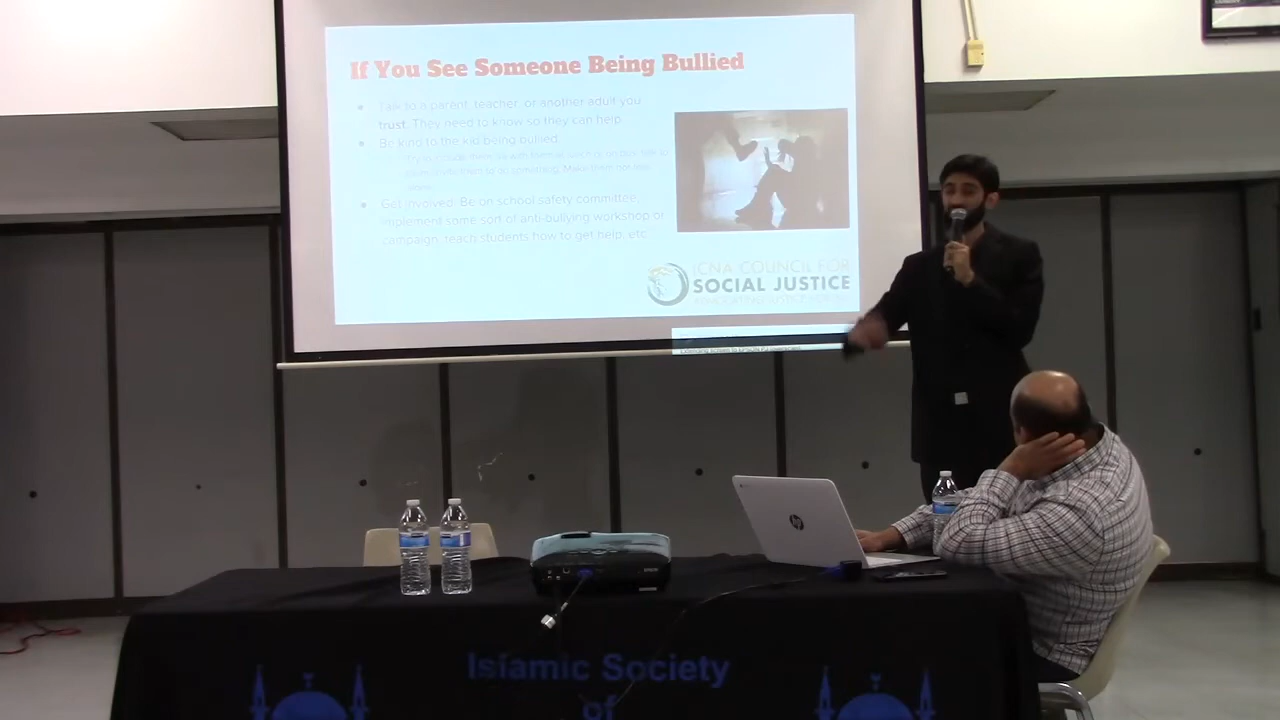 If You See Someone Being Bullied
Talk to a parent, teacher, or another adult you
trust. They need to know so they can help
Be kind to the kid being bullied
Get involved. Be on school safety committee,
implement some sort of anti-bullying workshop or
campaign, teach students how to get help, etc
ICNA COUNCIL FOR
SOCIAL JUSTICE
hp
EPSON
Islamic Society
of